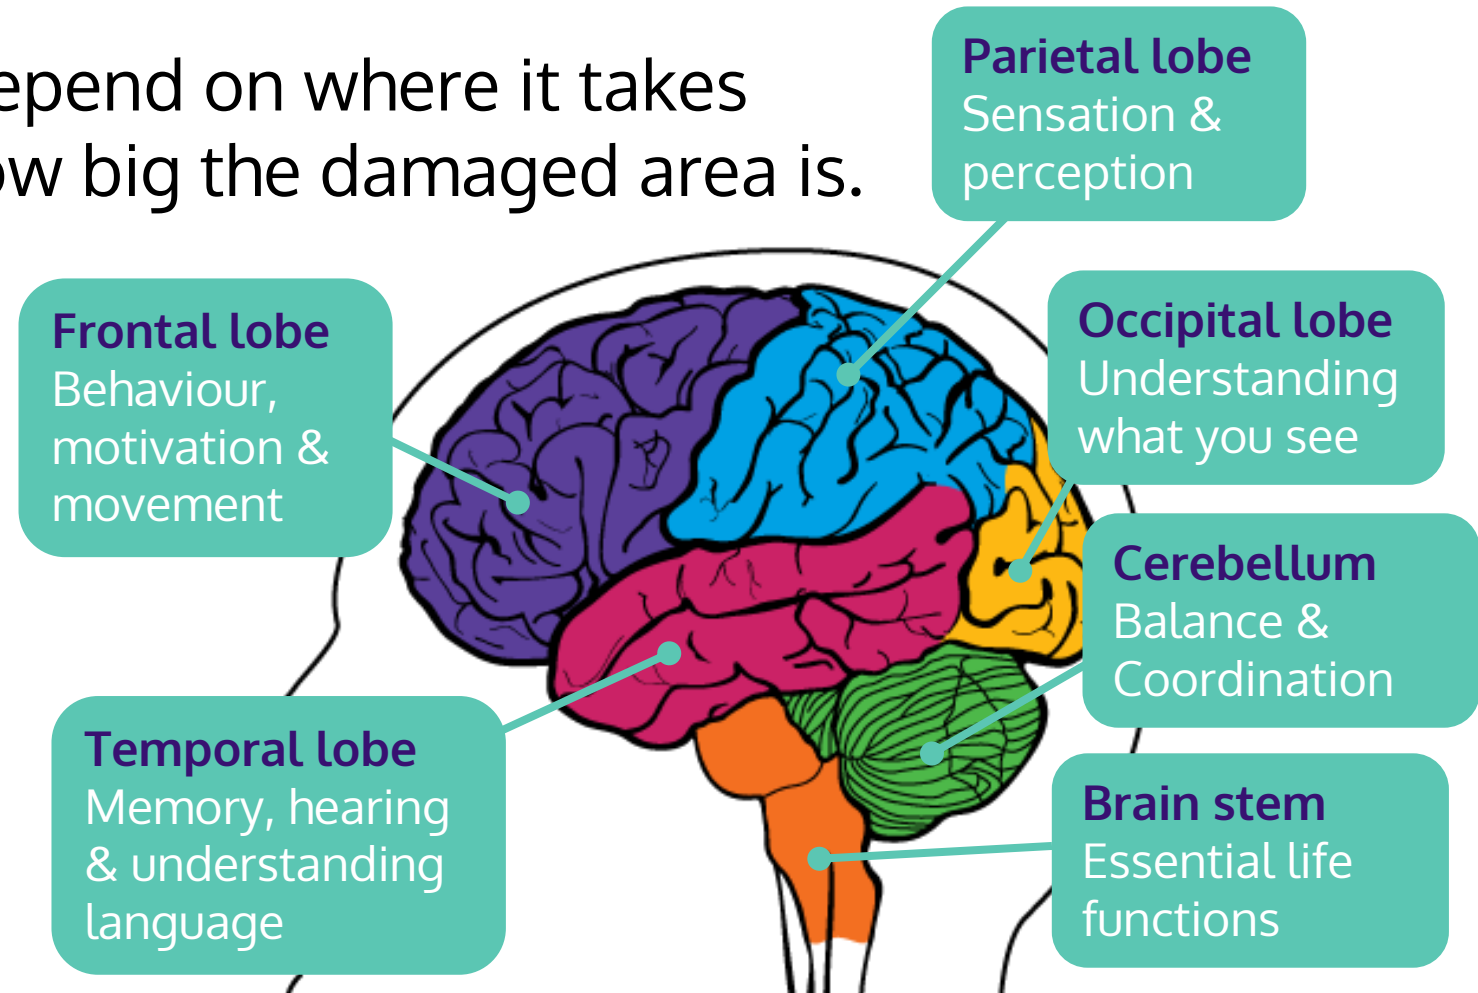 epend on where it takes
ow big the damaged area is.
Parietal lobe
Sensation &
perception
Frontal lobe
Behaviour,
motivation &
movement
Occipital lobe
Understanding
what you see
Cerebellum
Balance &
Coordination
Temporal lobe
Memory, hearing
& understanding
language
Brain stem
Essential life
functions